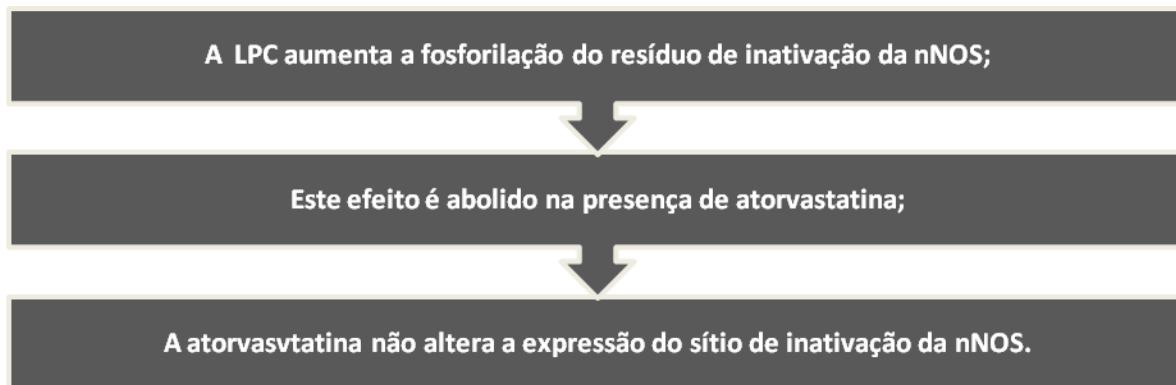 A LPC aumenta a fosforilação do resíduo de inativação da nNOS;
Este efeito é abolido na presença de atorvastatina;
A atorvasvtatina não altera a expressão do sítio de inativação da nNOS.